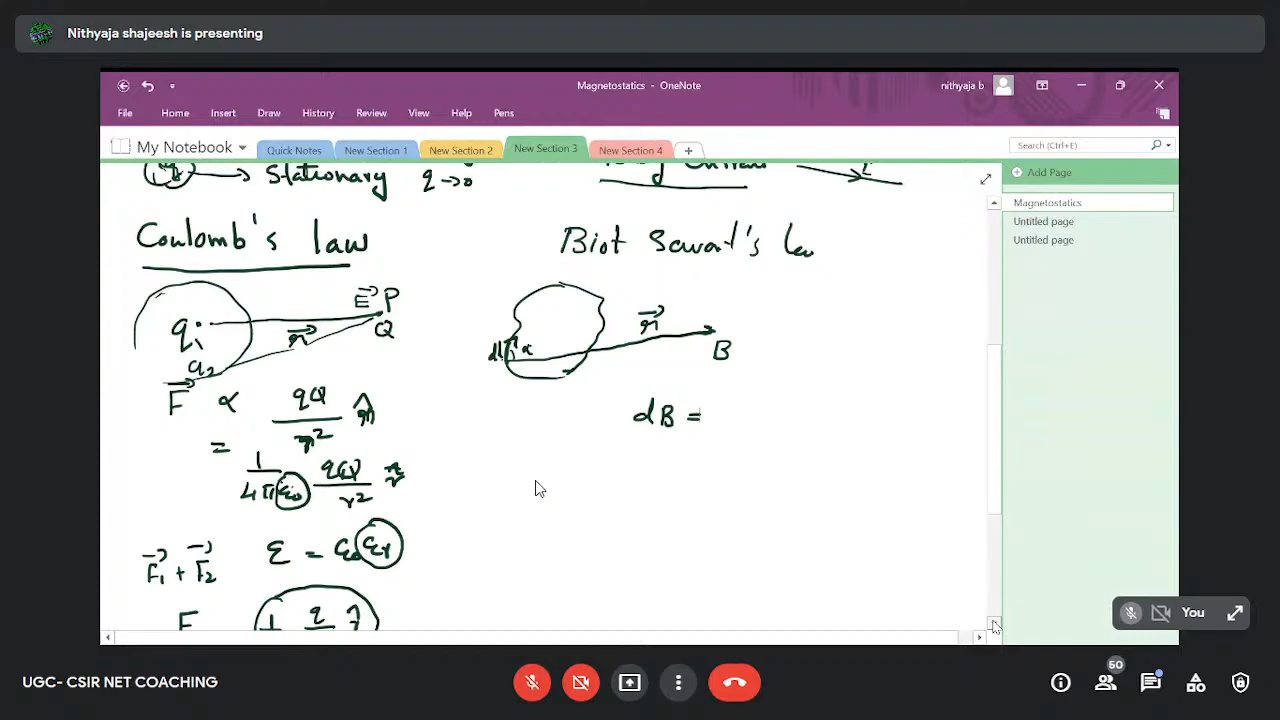 Nithyaja shajeesh is presenting
Magnetostatics - OneNote
nithyaja b
File Home Insert Draw History Review View Help Pens
My Notebook
Quick Notes New Section 1 New Section 2 New Section 3 New Section 4 +
Search (Ctrl+E)
Add Page
Magnetostatics
Untitled page
Untitled page
Stationary q →
Coulomb's law
Biot Savart's la
E P
Q
q1
q2
r
r
dl
B
F ∝ qQ/r² r̂
= 1/4πε₀ qQ/r² r̂
dB =
F₁ + F₂
ε = ε₀ εr
F
q
You
UGC- CSIR NET COACHING
50